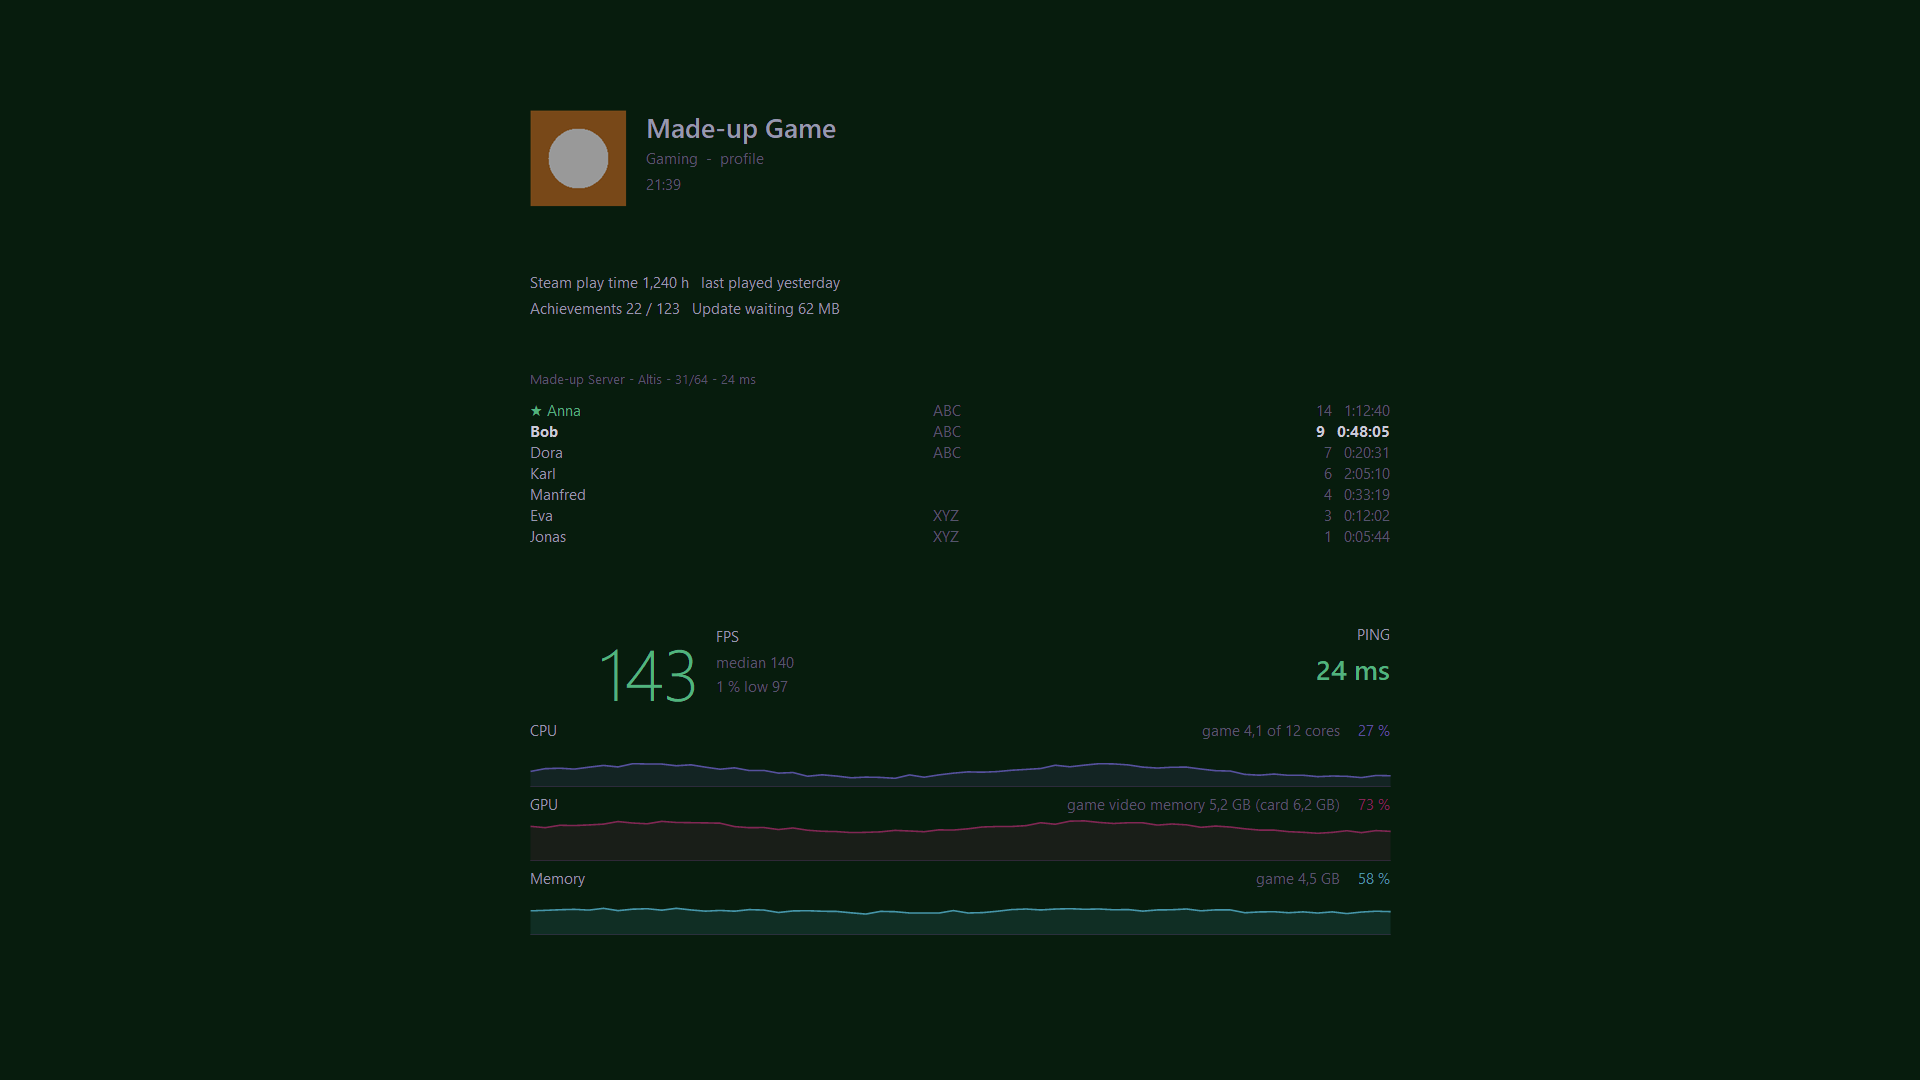 Made-up Game
Gaming - profile
21:39
Steam play time 1,240 h last played yesterday
Achievements 22 / 123 Update waiting 62 MB
Made-up Server - Altis - 31/64 - 24 ms
★ Anna ABC 14 1:12:40
Bob ABC 9 0:48:05
Dora ABC 7 0:20:31
Karl 6 2:05:10
Manfred 4 0:33:19
Eva XYZ 3 0:12:02
Jonas XYZ 1 0:05:44
143
FPS
median 140
1 % low 97
PING
24 ms
CPU game 4,1 of 12 cores 27 %
GPU game video memory 5,2 GB (card 6,2 GB) 73 %
Memory game 4,5 GB 58 %